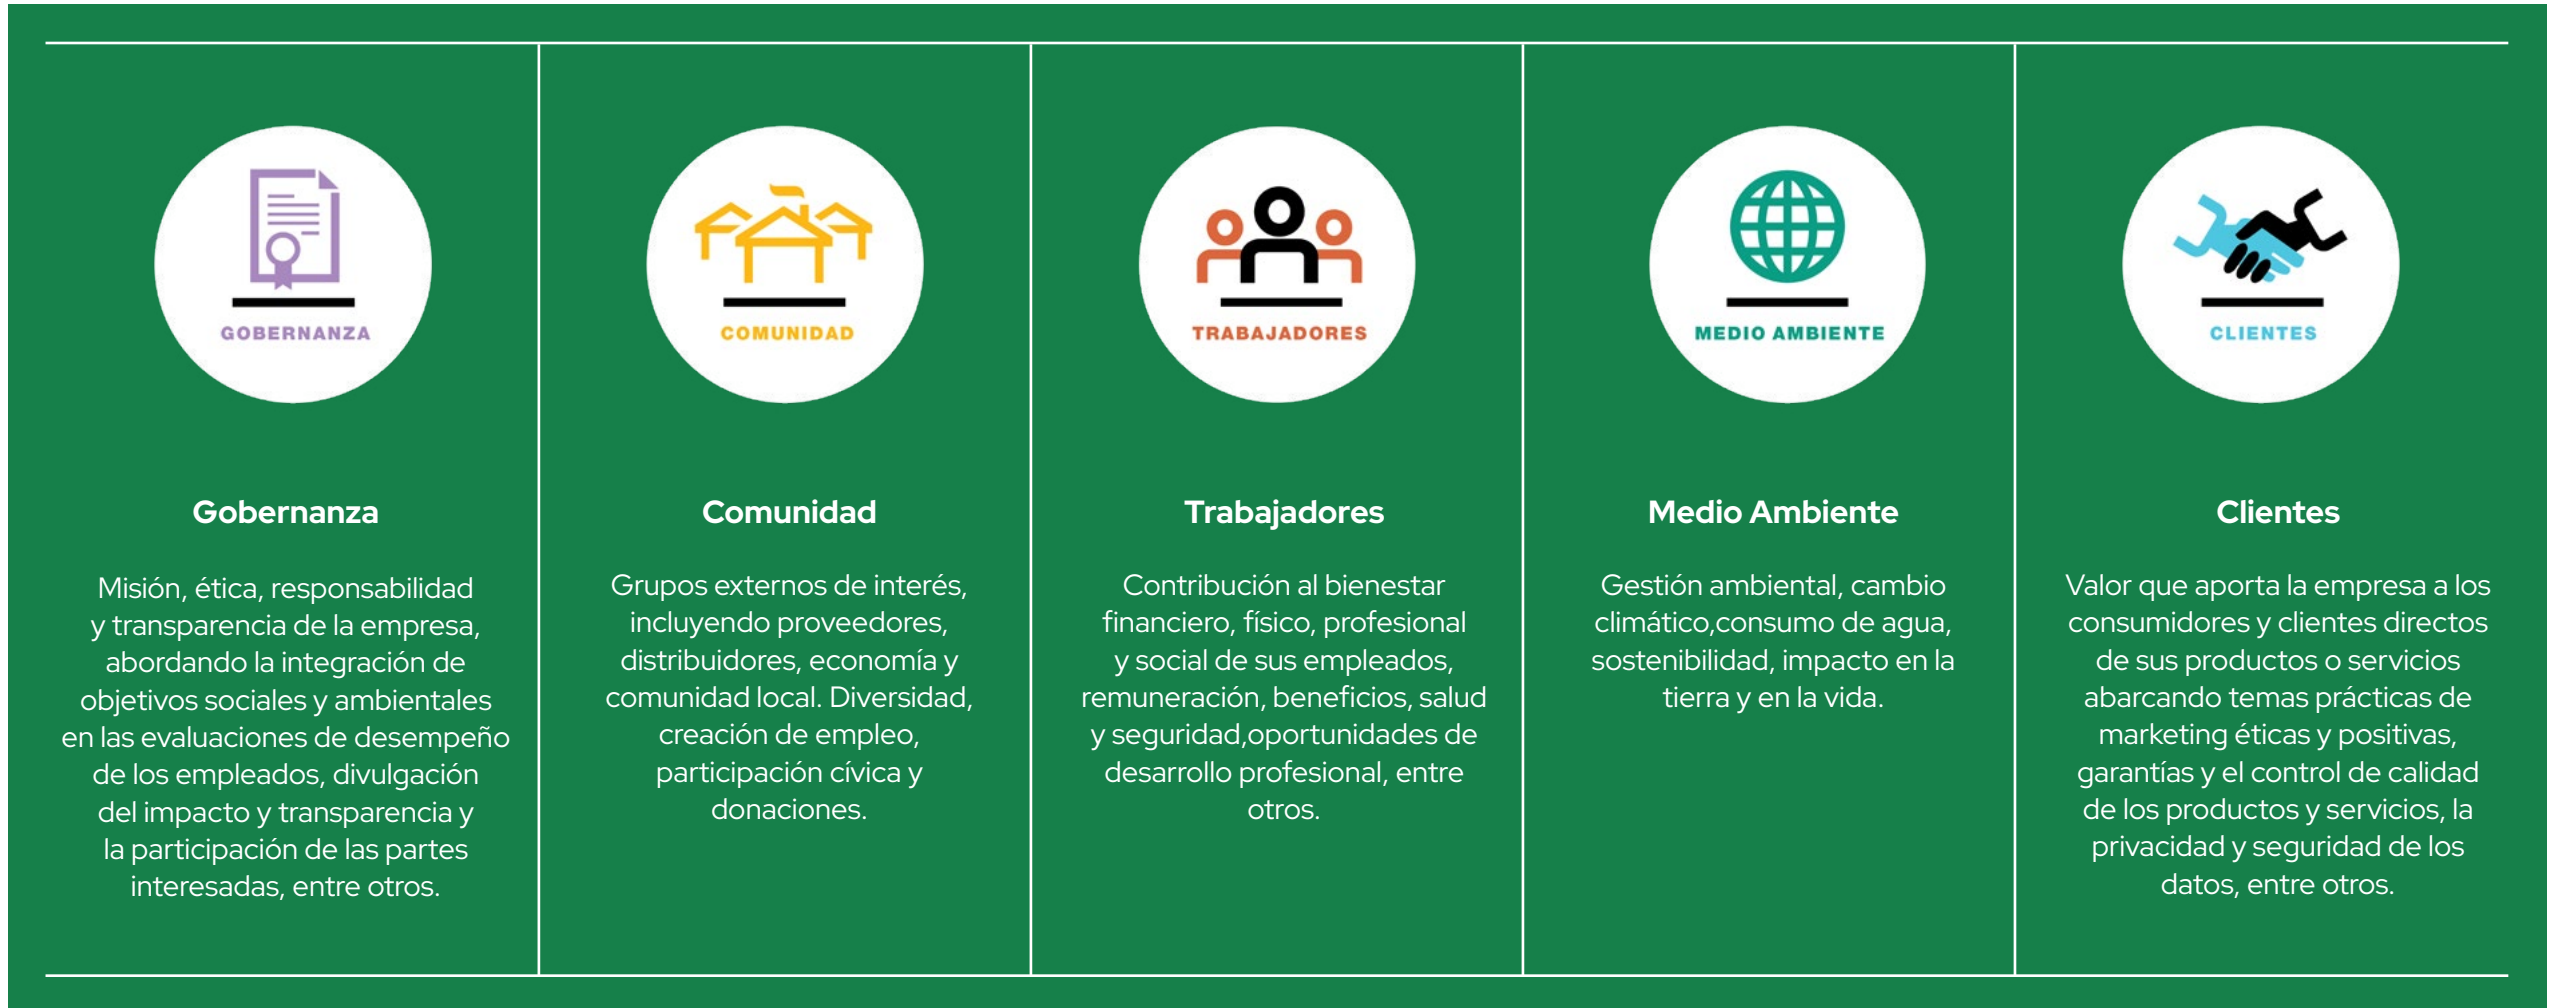 GOBERNANZA
Gobernanza
Misión, ética, responsabilidad
y transparencia de la empresa,
abordando la integración de
objetivos sociales y ambientales
en las evaluaciones de desempeño
de los empleados, divulgación
del impacto y transparencia y
la participación de las partes
interesadas, entre otros.
COMUNIDAD
Comunidad
Grupos externos de interés,
incluyendo proveedores,
distribuidores, economía y
comunidad local. Diversidad,
creación de empleo,
participación cívica y
donaciones.
TRABAJADORES
Trabajadores
Contribución al bienestar
financiero, físico, profesional
y social de sus empleados,
remuneración, beneficios, salud
y seguridad,oportunidades de
desarrollo profesional, entre
otros.
MEDIO AMBIENTE
Medio Ambiente
Gestión ambiental, cambio
climático,consumo de agua,
sostenibilidad, impacto en la
tierra y en la vida.
CLIENTES
Clientes
Valor que aporta la empresa a los
consumidores y clientes directos
de sus productos o servicios
abarcando temas prácticas de
marketing éticas y positivas,
garantías y el control de calidad
de los productos y servicios, la
privacidad y seguridad de los
datos, entre otros.